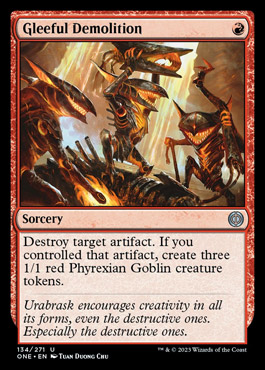 Gleeful Demolition
Sorcery
Destroy target artifact. If you
controlled that artifact, create three
1/1 red Phyrexian Goblin creature
tokens.
Urabrask encourages creativity in all
its forms, even the destructive ones.
Especially the destructive ones.
134/271 U
ONE • EN Tuan Duong Chu
™ & © 2023 Wizards of the Coast